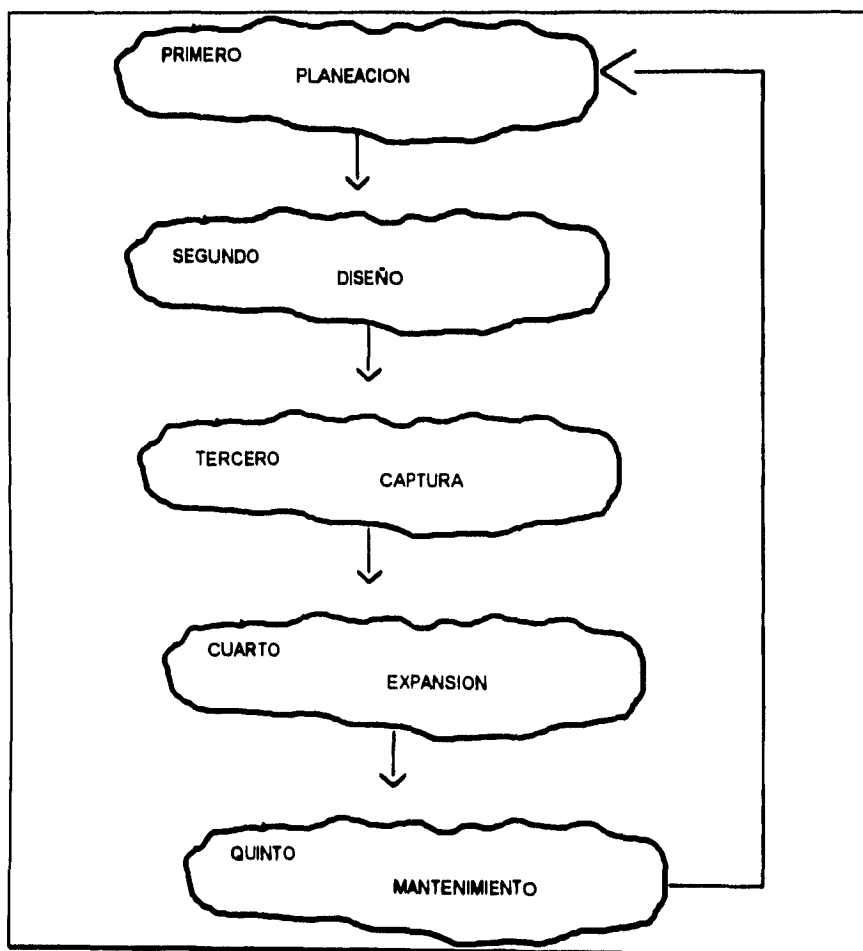 PRIMERO
PLANEACION
SEGUNDO
DISEÑO
TERCERO
CAPTURA
CUARTO
EXPANSION
QUINTO
MANTENIMIENTO